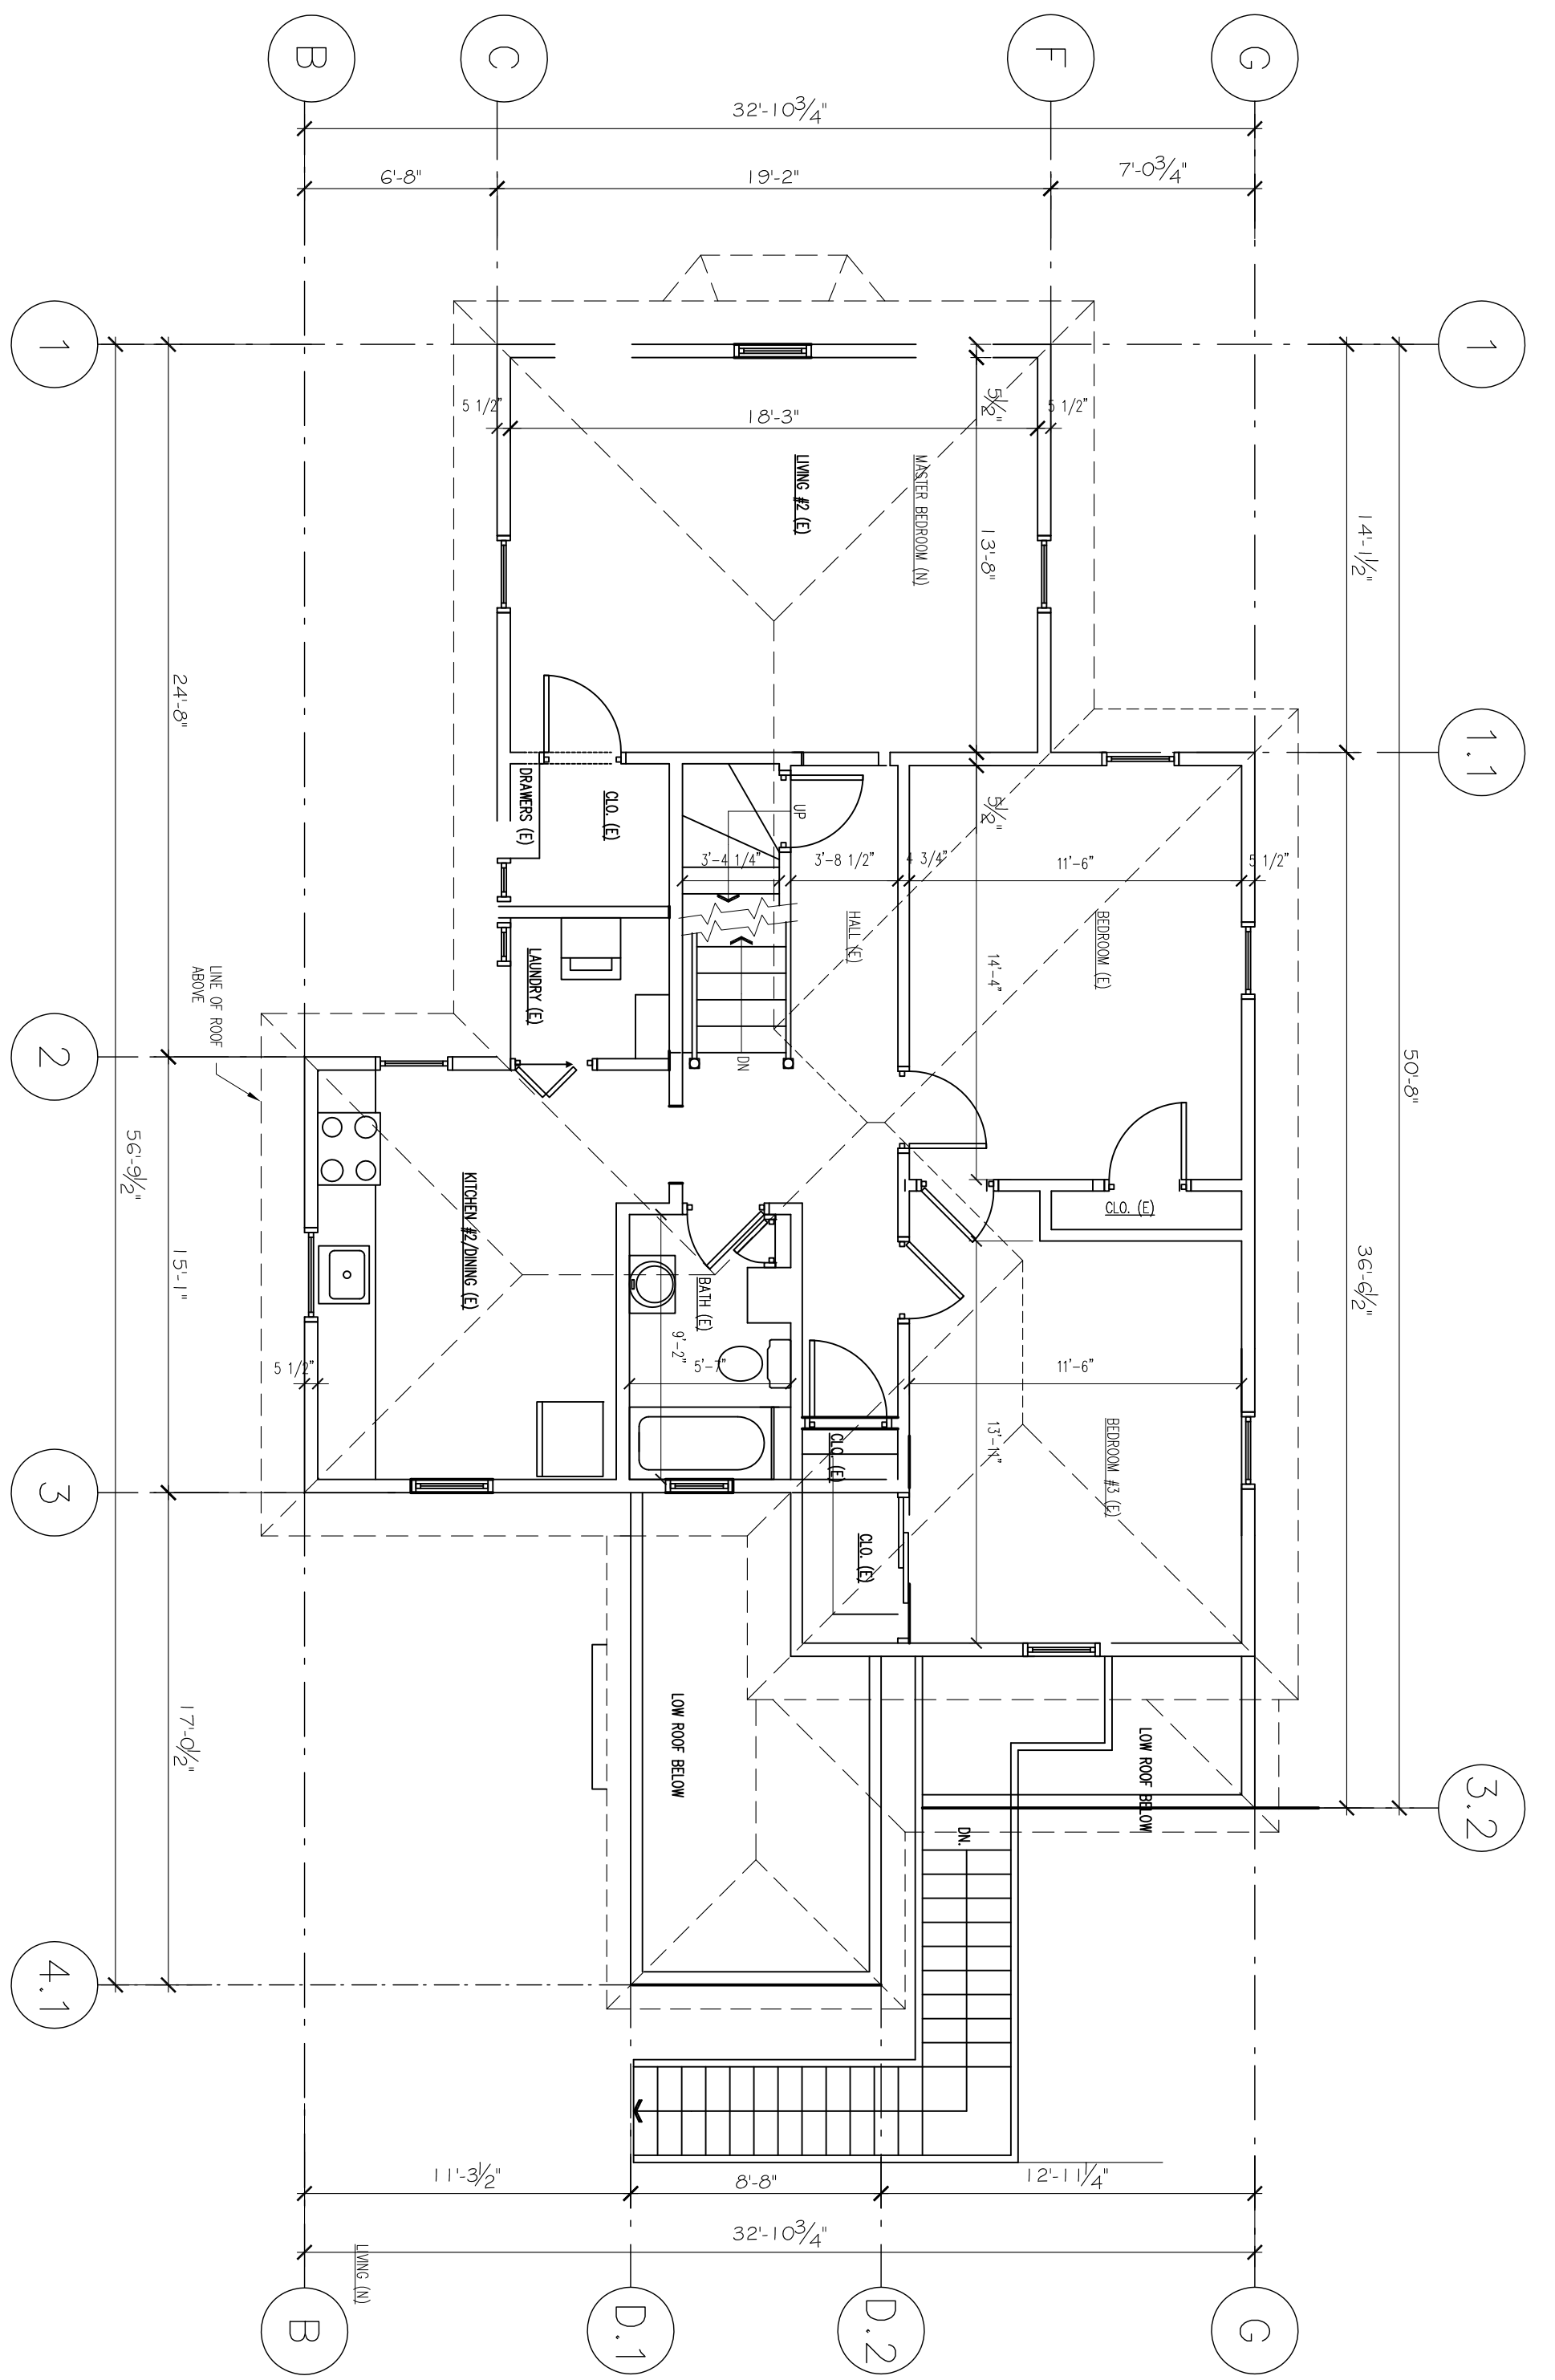 B
C
F
G
32'-10 3/4"
6'-8"
19'-2"
7'-0 3/4"
1
1
5 1/2"
18'-3"
5 1/2"
5 1/2"
LIVING #2 (E)
MASTER BEDROOM (N)
13'-8"
14'-1 1/2"
24'-8"
1.1
DRAWERS (E)
CLO. (E)
UP
5 1/2"
3'-4 1/4"
3'-8 1/2"
4 3/4"
11'-6"
5 1/2"
HALL (E)
BEDROOM (E)
14'-4"
LAUNDRY (E)
LINE OF ROOF
ABOVE
2
DN
50'-8"
56'-9 1/2"
KITCHEN #2/DINING (E)
CLO. (E)
15'-1"
36'-6 1/2"
BATH (E)
9'-2"
5'-7"
5 1/2"
11'-6"
13'-11"
BEDROOM #3 (E)
CLO. (E)
3
CLO. (E)
17'-0 1/2"
LOW ROOF BELOW
LOW ROOF BELOW
3.2
DN.
4.1
11'-3 1/2"
8'-8"
12'-11 1/4"
32'-10 3/4"
LIVING (N)
B
D.1
D.2
G